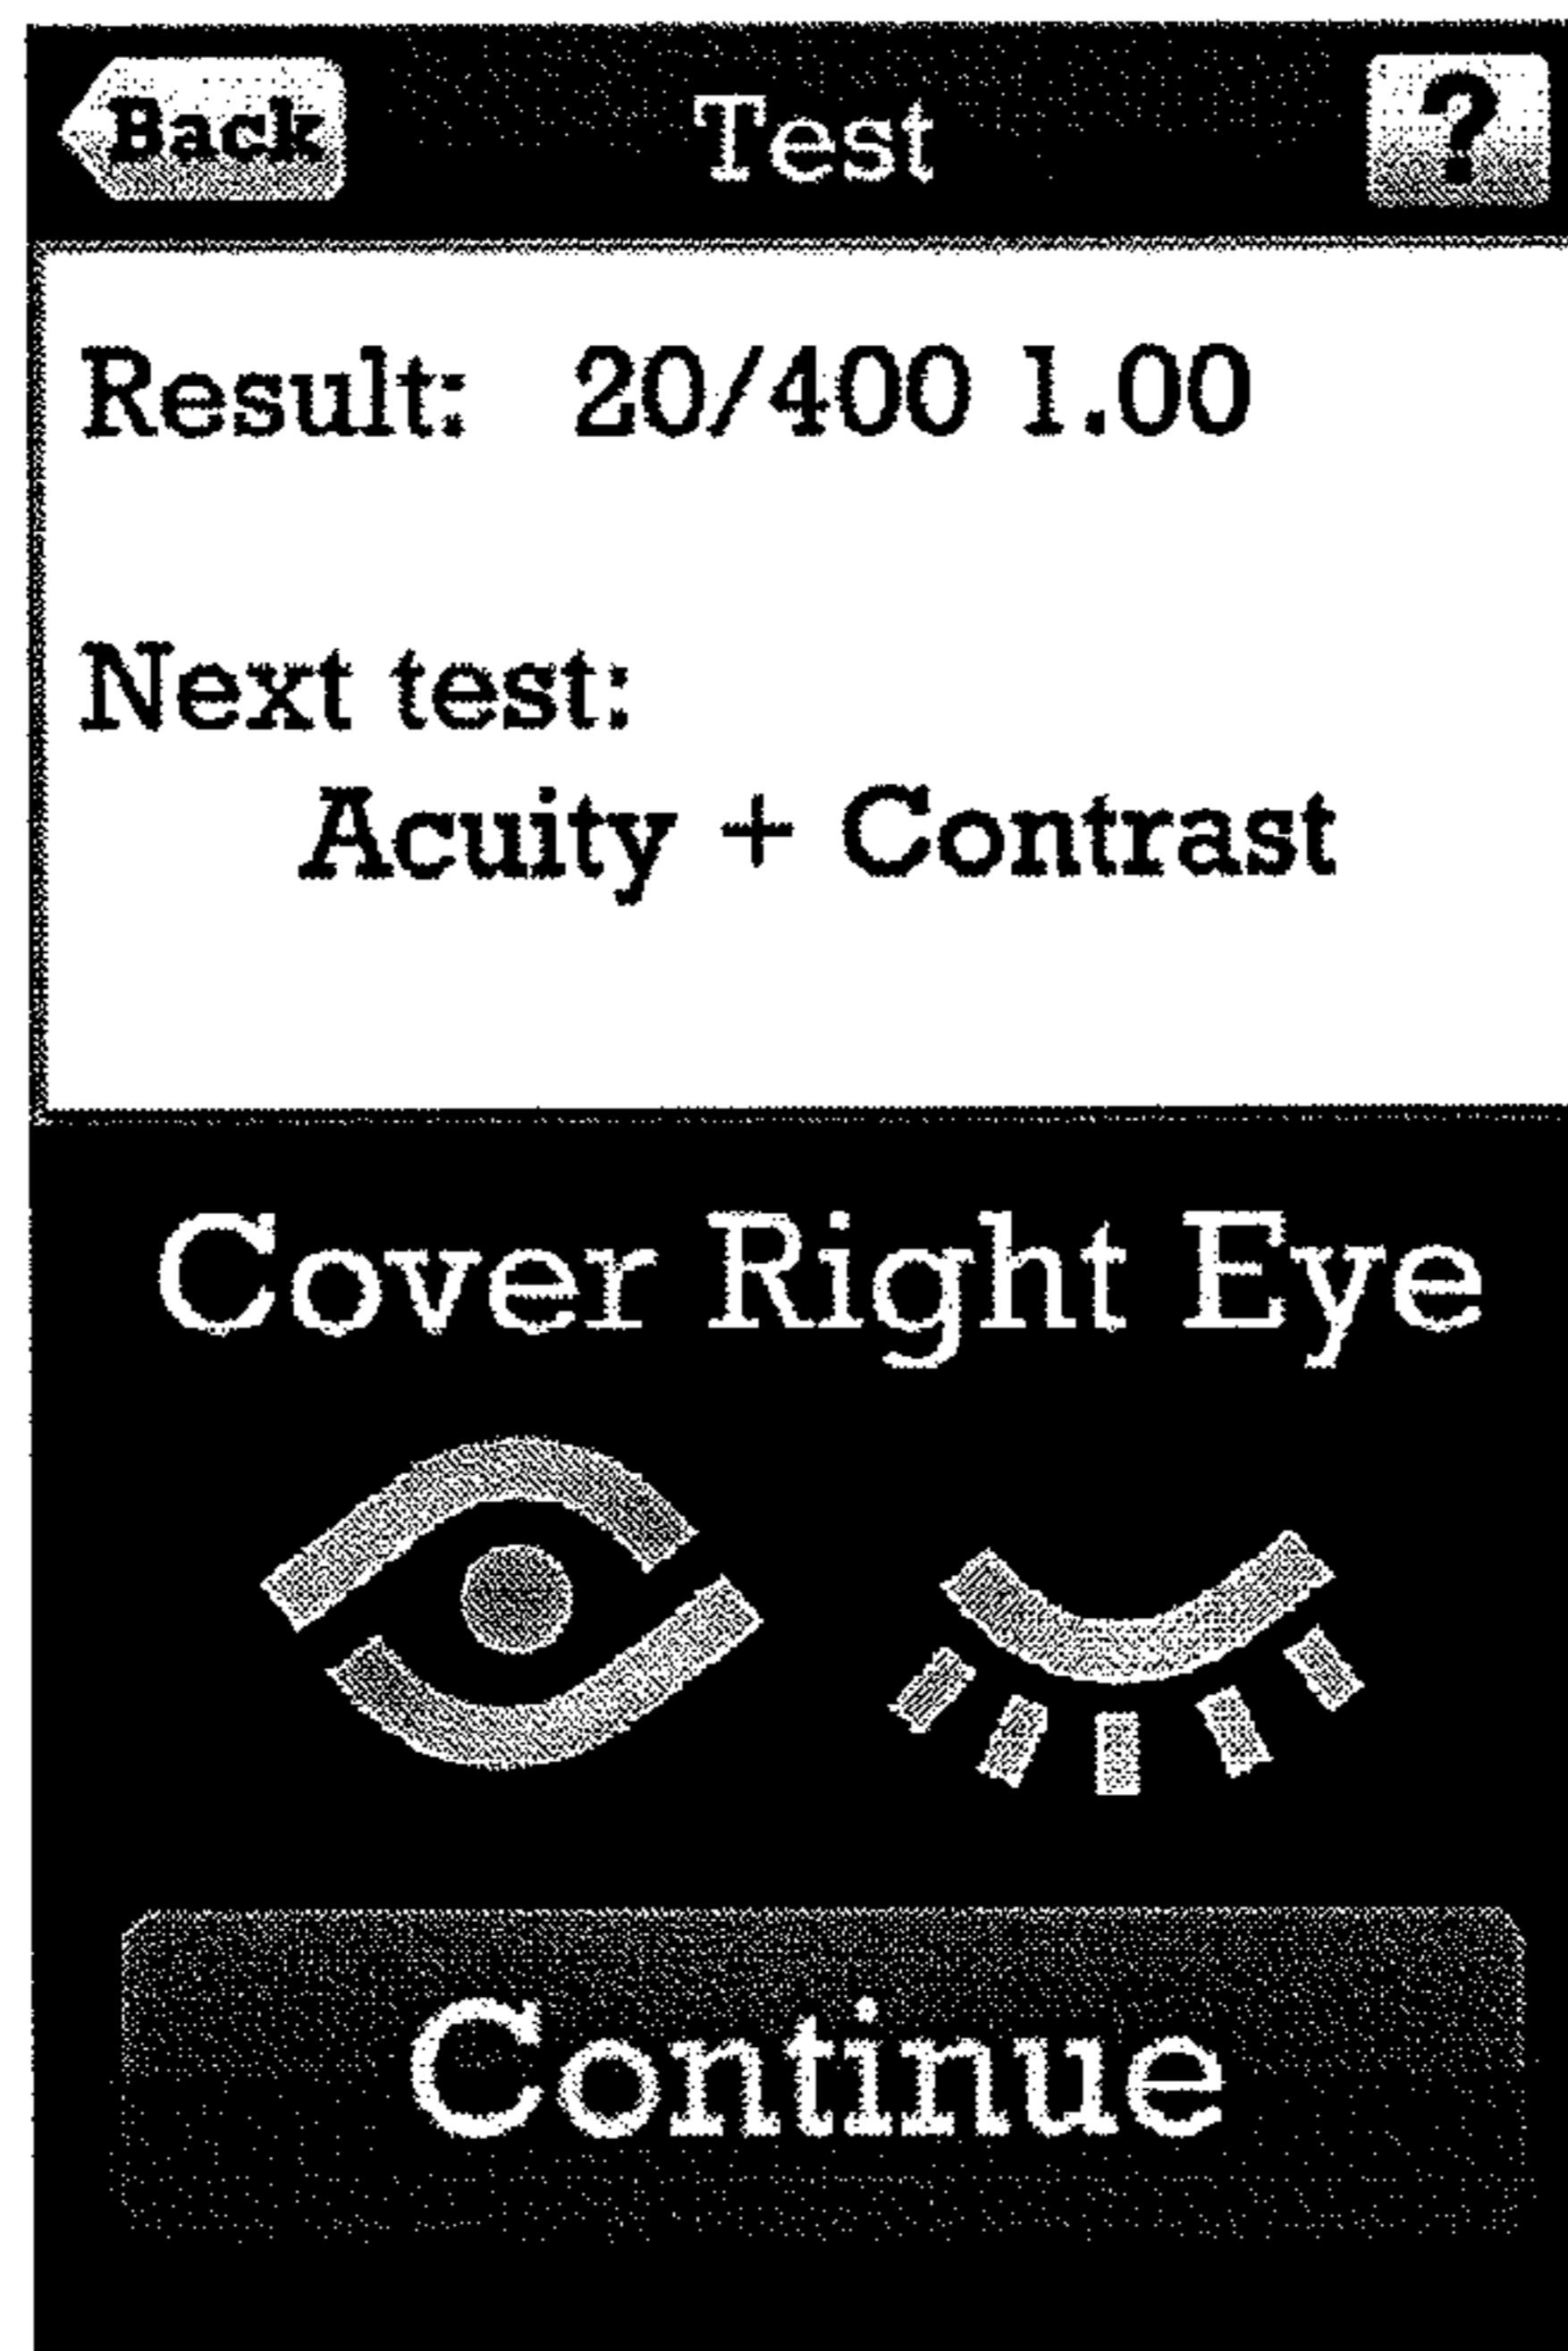 Back Test ?
Result: 20/400 1.00
Next test:
Acuity + Contrast
Cover Right Eye
Continue